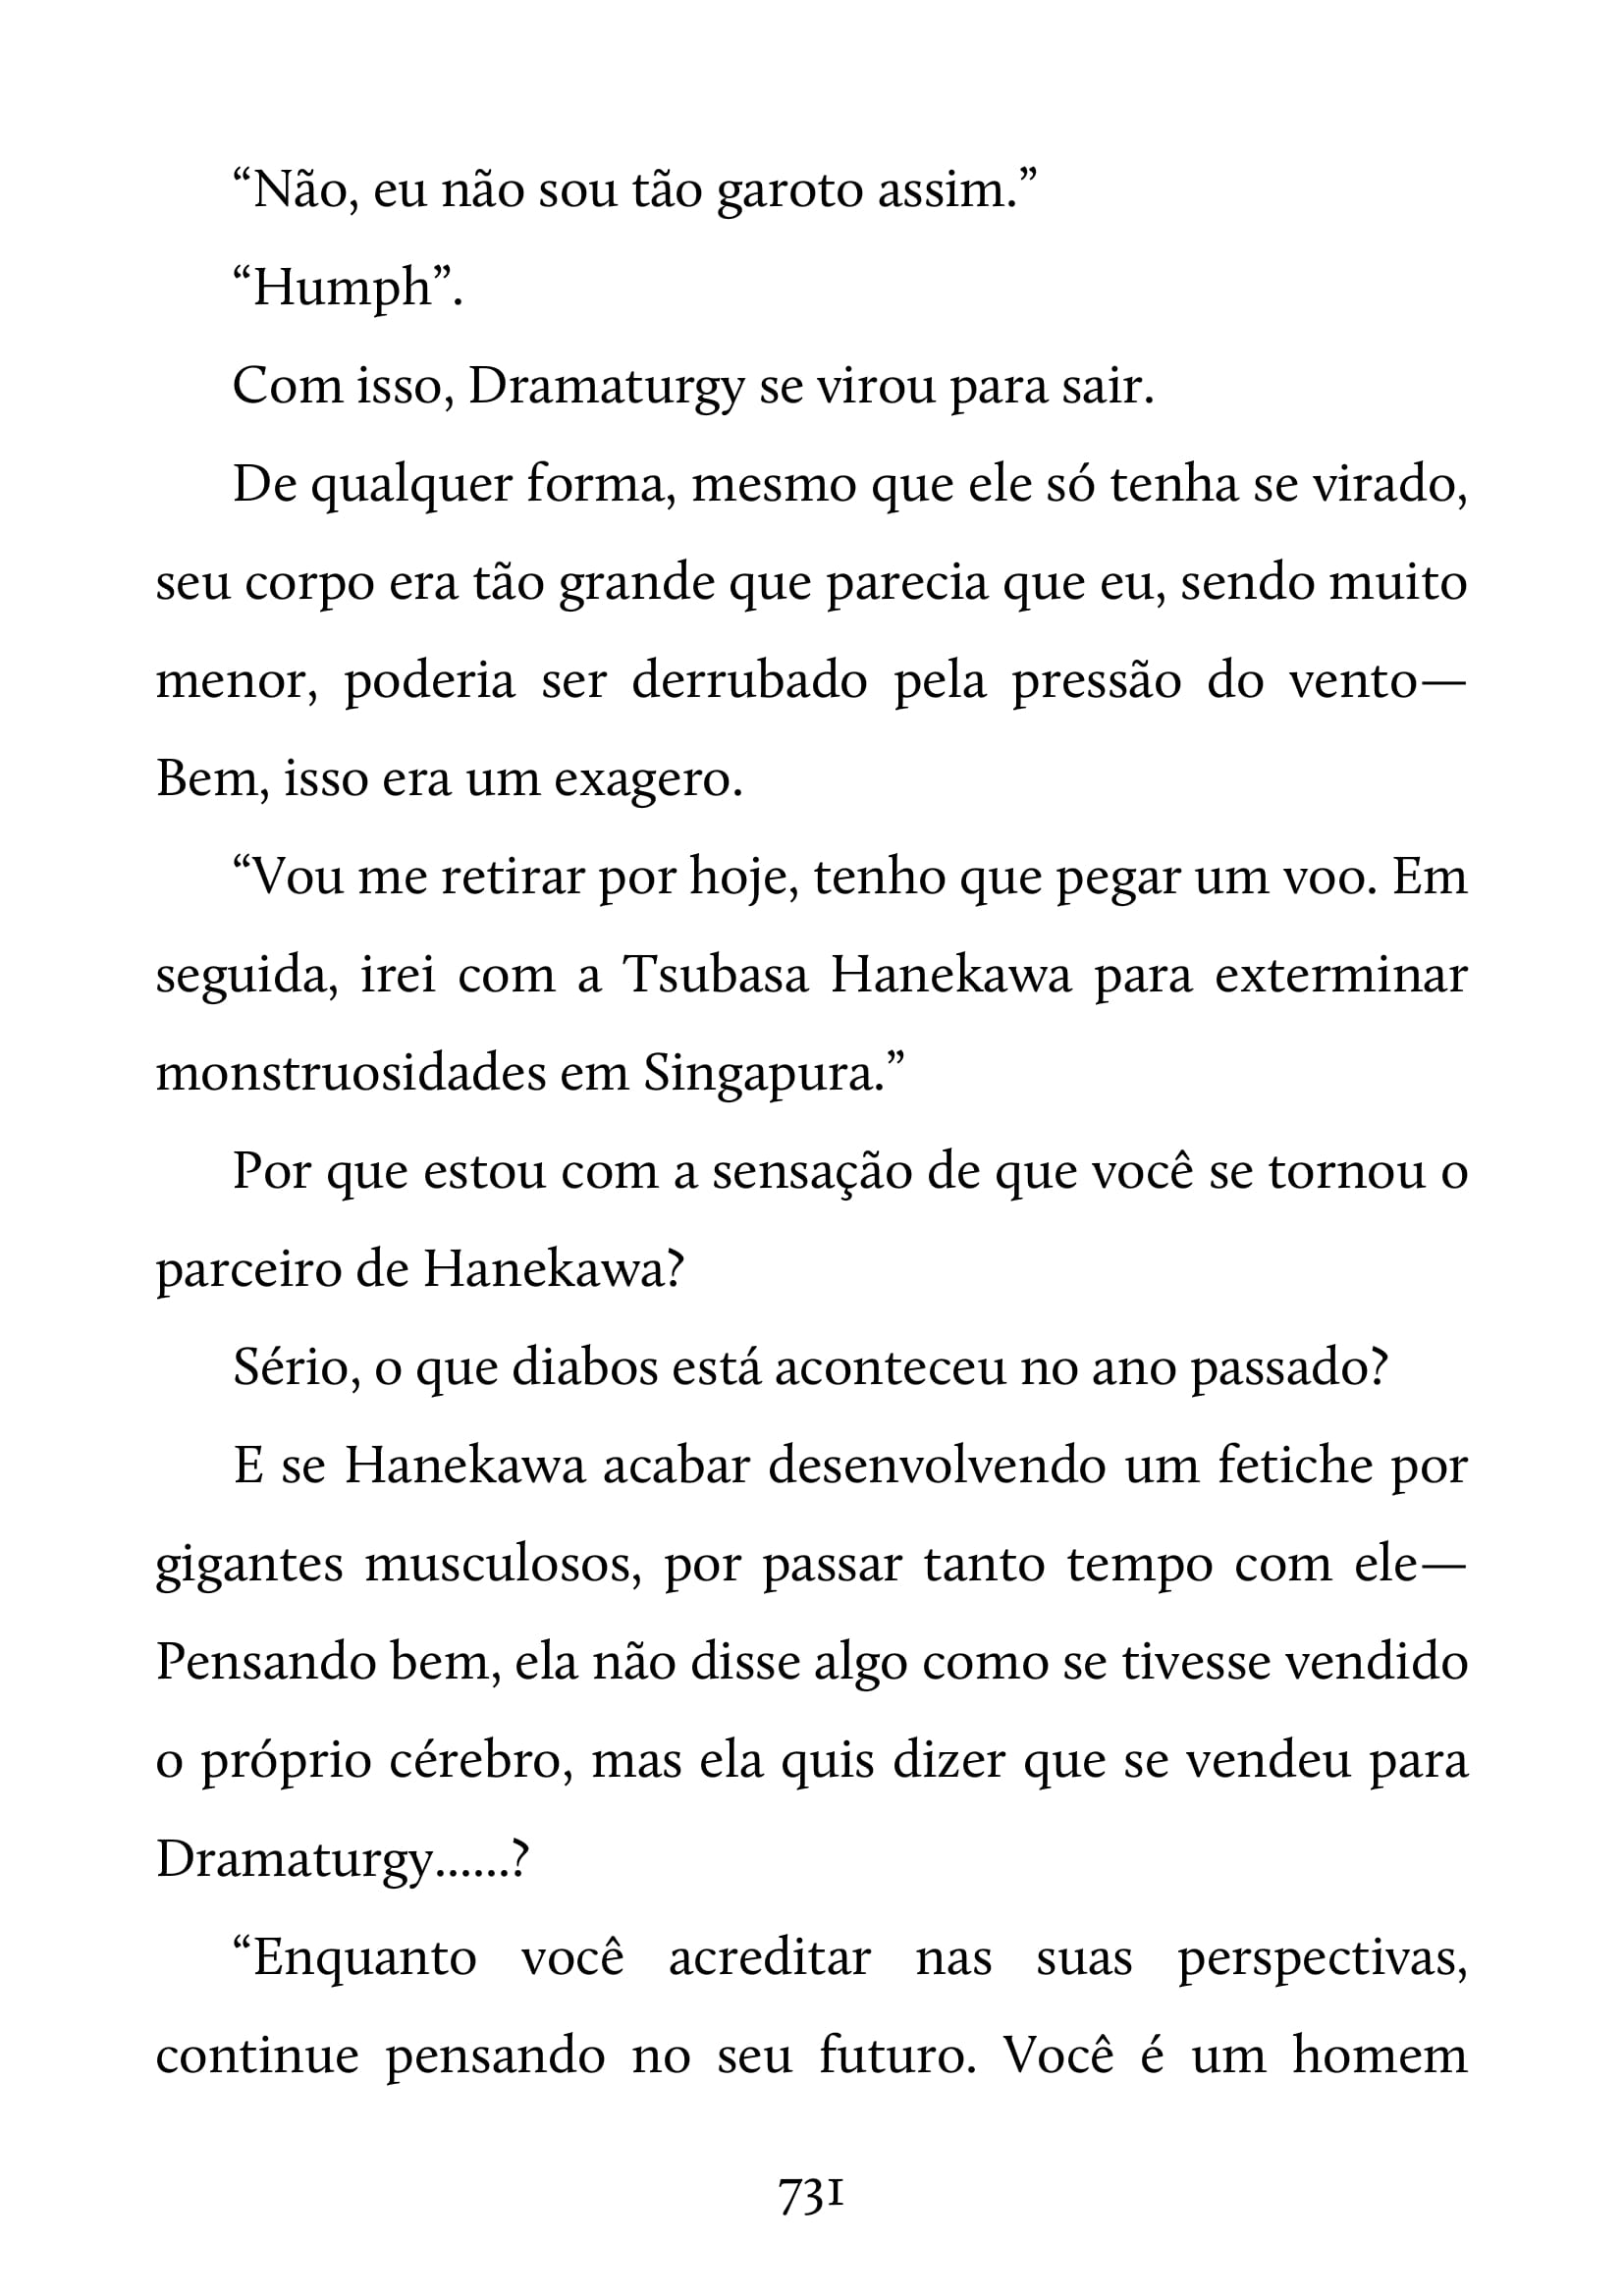 “Não, eu não sou tão garoto assim.”
“Humph”.
Com isso, Dramaturgy se virou para sair.
De qualquer forma, mesmo que ele só tenha se virado,
seu corpo era tão grande que parecia que eu, sendo muito
menor, poderia ser derrubado pela pressão do vento—
Bem, isso era um exagero.
“Vou me retirar por hoje, tenho que pegar um voo. Em
seguida, irei com a Tsubasa Hanekawa para exterminar
monstruosidades em Singapura.”
Por que estou com a sensação de que você se tornou o
parceiro de Hanekawa?
Sério, o que diabos está aconteceu no ano passado?
E se Hanekawa acabar desenvolvendo um fetiche por
gigantes musculosos, por passar tanto tempo com ele—
Pensando bem, ela não disse algo como se tivesse vendido
o próprio cérebro, mas ela quis dizer que se vendeu para
Dramaturgy......?
“Enquanto você acreditar nas suas perspectivas,
continue pensando no seu futuro. Você é um homem
731